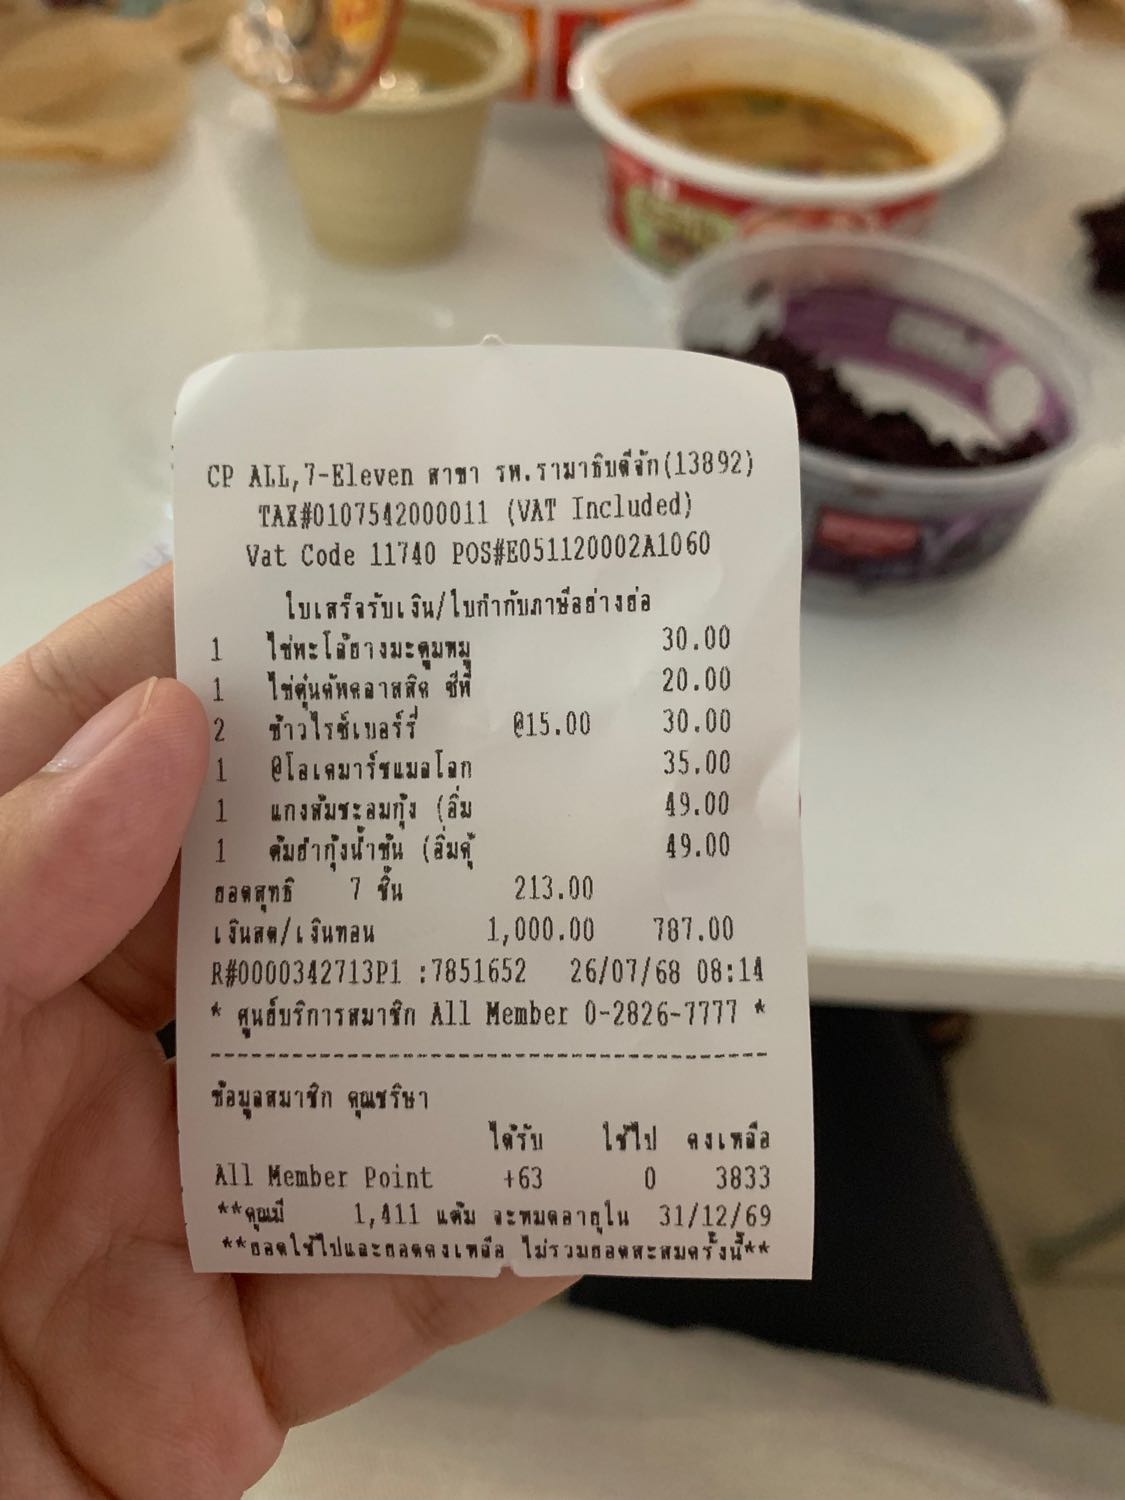 CP ALL,7-Eleven สาขา รพ.รามาธิบดีจัก(13892)
TAX#0107542000011 (VAT Included)
Vat Code 11740 POS#E051120002A1060
ใบเสร็จรับเงิน/ใบกำกับภาษีอย่างย่อ
1 ไข่พะโล้ยางมะตูมหมู 30.00
1 ไข่ตุ๋นคัพคลาสสิค ซีพี 20.00
2 ข้าวไรซ์เบอร์รี่ @15.00 30.00
1 @โอเคมาร์ชแมลโลก 35.00
1 แกงส้มชะอมกุ้ง (อิ่ม 49.00
1 ต้มยำกุ้งน้ำข้น (อิ่มคุ้ 49.00
ยอดสุทธิ 7 ชิ้น 213.00
เงินสด/เงินทอน 1,000.00 787.00
R#0000342713P1 :7851652 26/07/68 08:14
* ศูนย์บริการสมาชิก All Member 0-2826-7777 *
----------------------------------------
ข้อมูลสมาชิก คุณชริษา
ได้รับ ใช้ไป คงเหลือ
All Member Point +63 0 3833
**คุณมี 1,411 แต้ม จะหมดอายุใน 31/12/69
**ยอดใช้ไปและยอดคงเหลือ ไม่รวมยอดสะสมครั้งนี้**